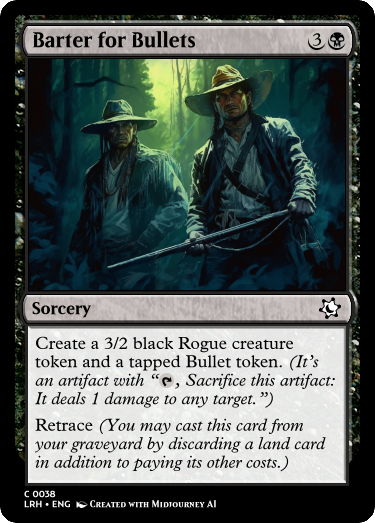 Barter for Bullets 3
Sorcery
Create a 3/2 black Rogue creature
token and a tapped Bullet token. (It's
an artifact with “, Sacrifice this artifact:
It deals 1 damage to any target.”)
Retrace (You may cast this card from
your graveyard by discarding a land card
in addition to paying its other costs.)
C 0038
LRH • ENG Created with Midjourney AI